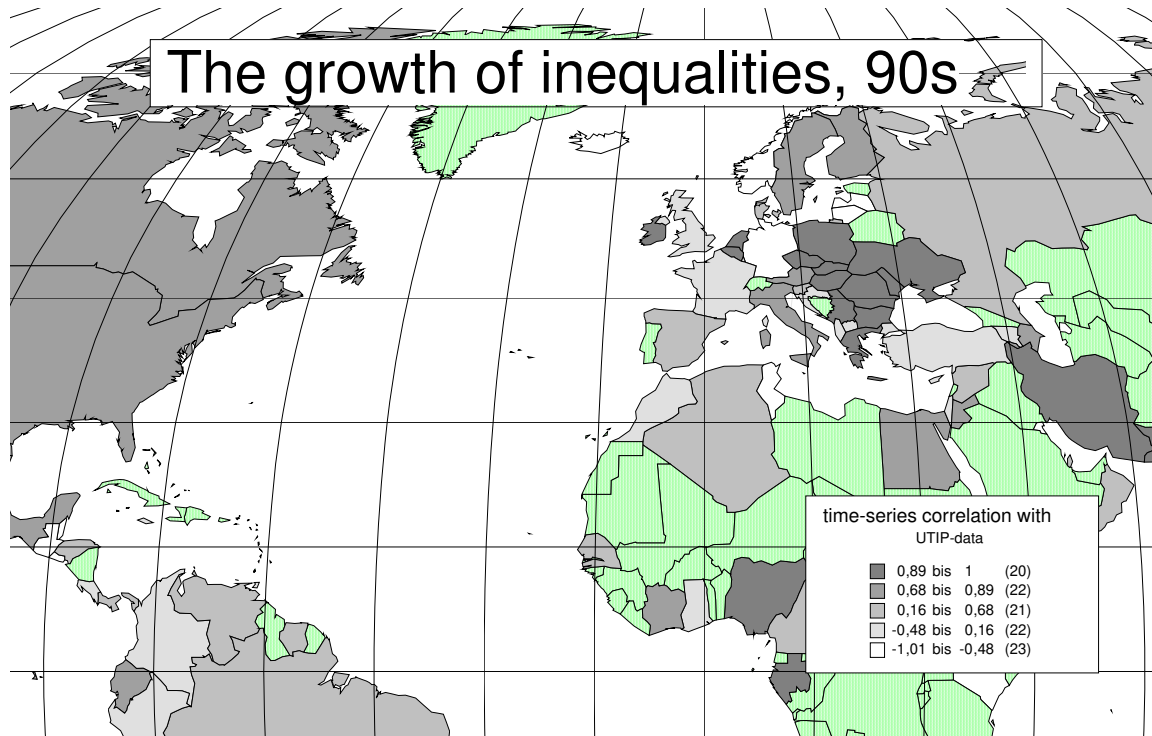 The growth of inequalities, 90s
time-series correlation with
UTIP-data
0,89 bis 1 (20)
0,68 bis 0,89 (22)
0,16 bis 0,68 (21)
-0,48 bis 0,16 (22)
-1,01 bis -0,48 (23)